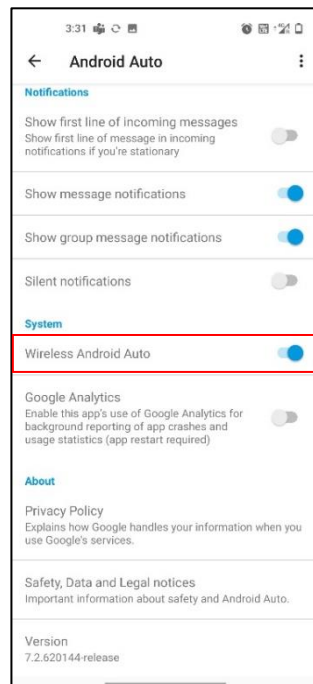 3:31
Android Auto
Notifications
Show first line of incoming messages
Show first line of message in incoming
notifications if you're stationary
Show message notifications
Show group message notifications
Silent notifications
System
Wireless Android Auto
Google Analytics
Enable this app's use of Google Analytics for
background reporting of app crashes and
usage statistics (app restart required)
About
Privacy Policy
Explains how Google handles your information when you
use Google's services.
Safety, Data and Legal notices
Important information about safety and Android Auto.
Version
7.2.620144-release